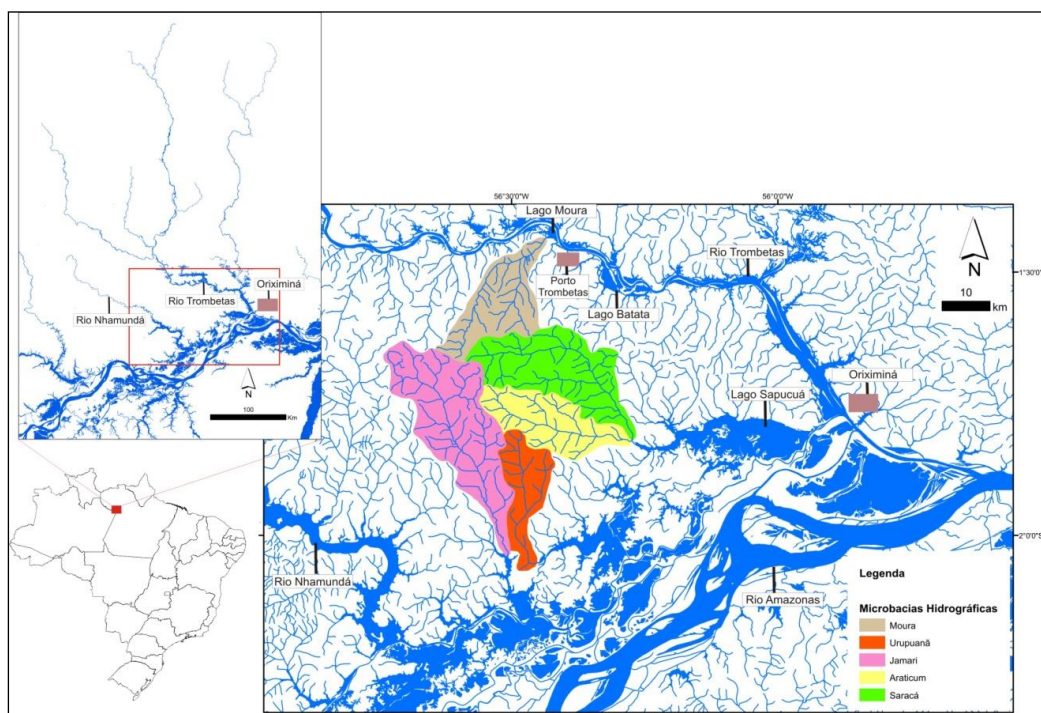 Oriximiná
Rio Trombetas
Rio Nhamundá
N
100
Km
56°30'0"W
56°0'0"W
Lago Moura
Rio Trombetas
Porto
Trombetas
Lago Batata
N
10
km
1°30'0"S
Oriximiná
Lago Sapucuá
2°0'0"S
Rio Nhamundá
Rio Amazonas
Legenda
Microbacias Hidrográficas
Moura
Urupuanã
Jamari
Araticum
Saracá